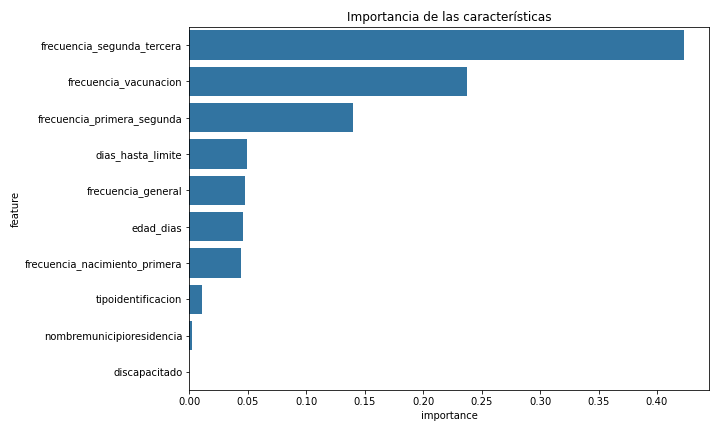 Importancia de las características
feature
frecuencia_segunda_tercera
frecuencia_vacunacion
frecuencia_primera_segunda
dias_hasta_limite
frecuencia_general
edad_dias
frecuencia_nacimiento_primera
tipoidentificacion
nombremunicipioresidencia
discapacitado
0.00 0.05 0.10 0.15 0.20 0.25 0.30 0.35 0.40
importance